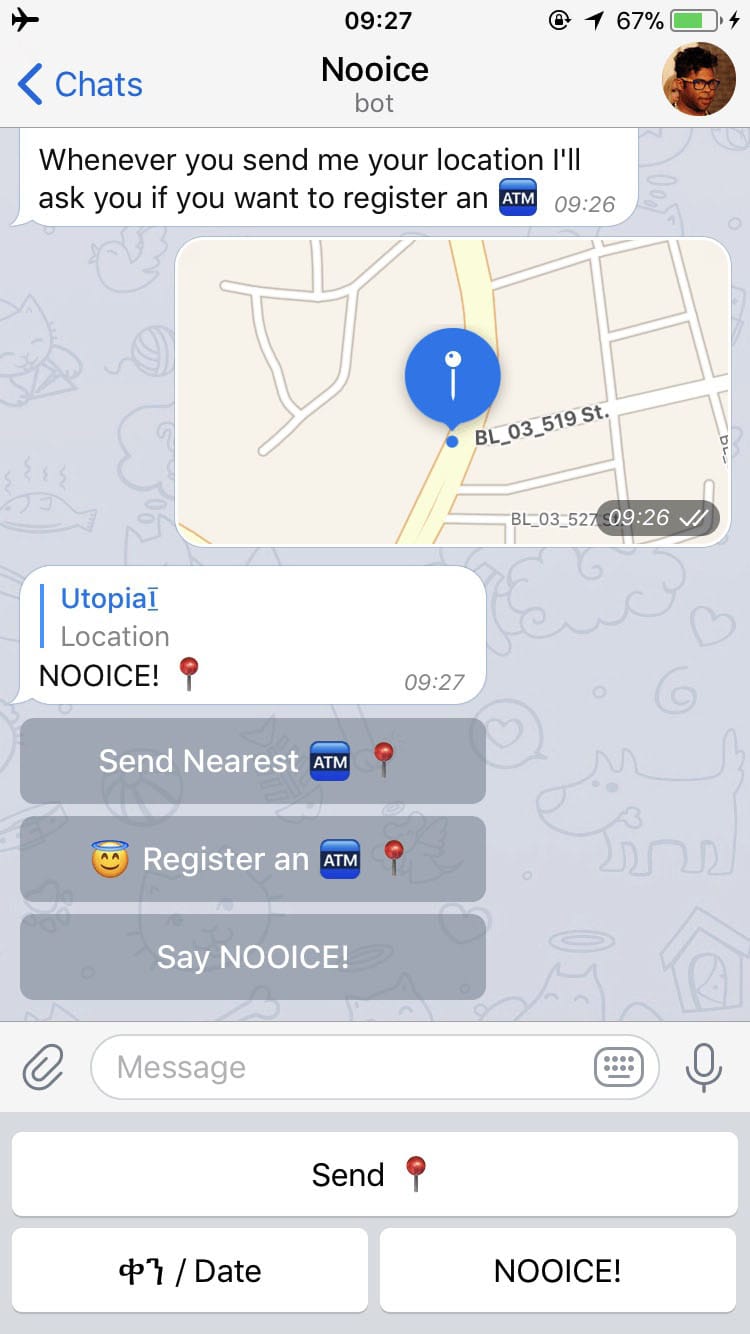 09:27
67%
Chats
Nooice
bot
Whenever you send me your location I'll
ask you if you want to register an 🏧 09:26
BL_03_519 St.
BL_03_527 S
09:26
Utopiaï̲
Location
NOOICE! 📍
09:27
Send Nearest 🏧 📍
😇 Register an 🏧 📍
Say NOOICE!
Message
Send 📍
ቀን / Date
NOOICE!